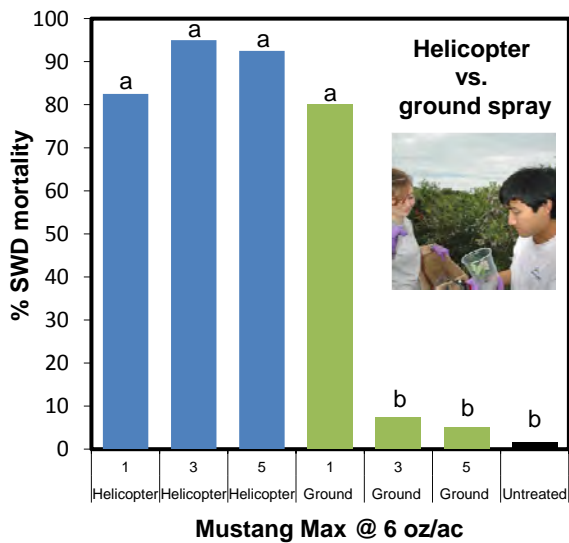 Helicopter
vs.
ground spray
% SWD mortality
100
90
80
70
60
50
40
30
20
10
0
a
a
a
a
b
b
b
1
3
5
1
3
5
Helicopter
Helicopter
Helicopter
Ground
Ground
Ground
Untreated
Mustang Max @ 6 oz/ac